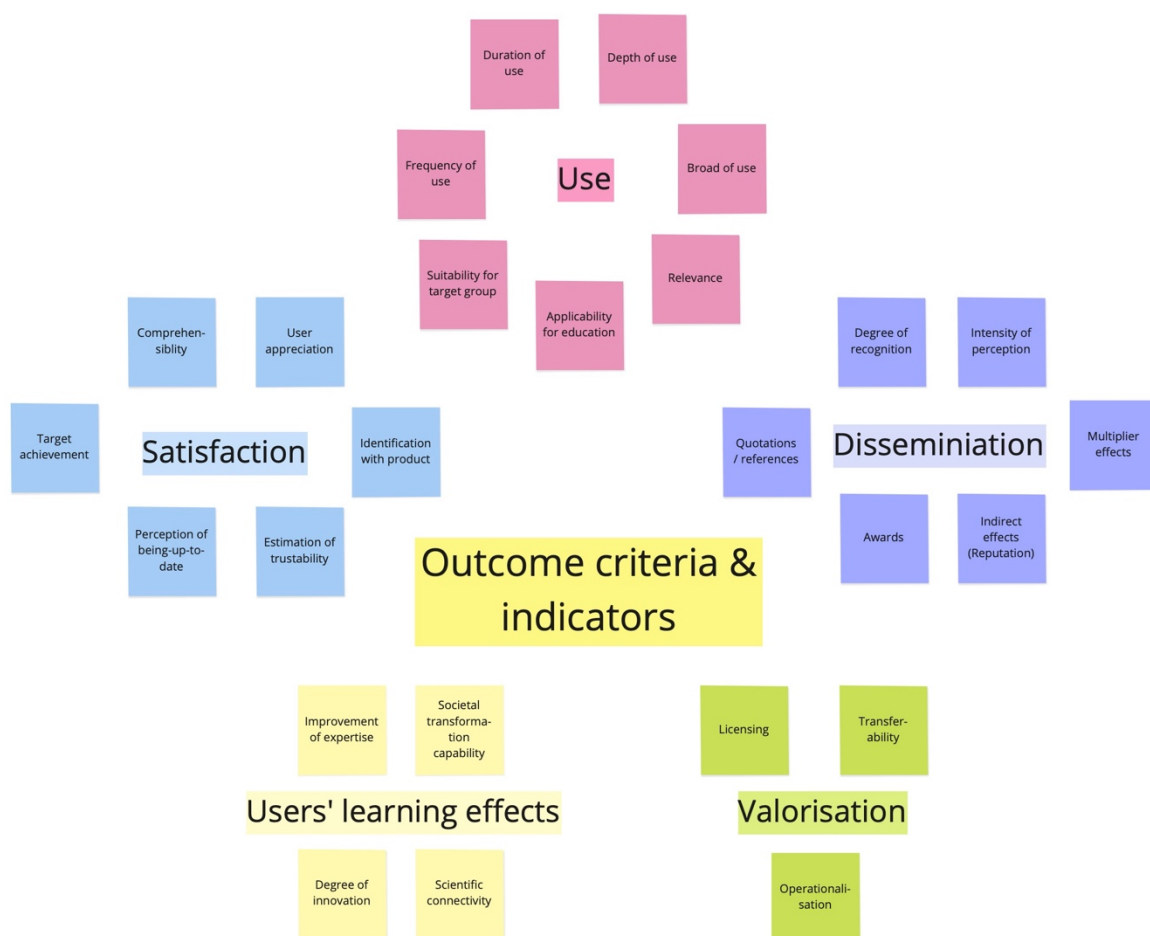 Duration of
use
Depth of use
Frequency of
use
Use
Broad of use
Suitability for
target group
Applicability
for education
Relevance
Comprehen-
siblity
User
appreciation
Target
achievement
Satisfaction
Identification
with product
Perception of
being-up-to-
date
Estimation of
trustability
Degree of
recognition
Intensity of
perception
Quotations
/ references
Disseminiation
Multiplier
effects
Awards
Indirect
effects
(Reputation)
Outcome criteria &
indicators
Improvement
of expertise
Societal
transforma-
tion
capability
Users' learning effects
Degree of
innovation
Scientific
connectivity
Licensing
Transfer-
ability
Valorisation
Operationali-
sation